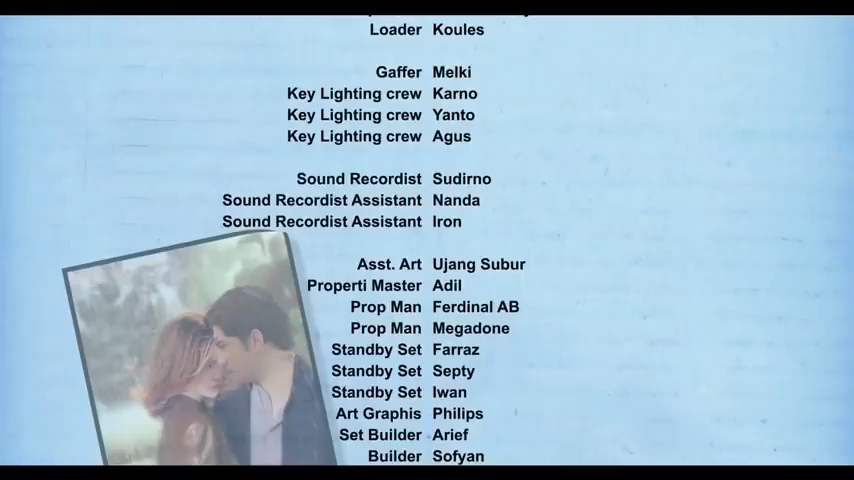 Loader Koules
Gaffer Melki
Key Lighting crew Karno
Key Lighting crew Yanto
Key Lighting crew Agus
Sound Recordist Sudirno
Sound Recordist Assistant Nanda
Sound Recordist Assistant Iron
Asst. Art Ujang Subur
Properti Master Adil
Prop Man Ferdinal AB
Prop Man Megadone
Standby Set Farraz
Standby Set Septy
Standby Set Iwan
Art Graphis Philips
Set Builder Arief
Builder Sofyan